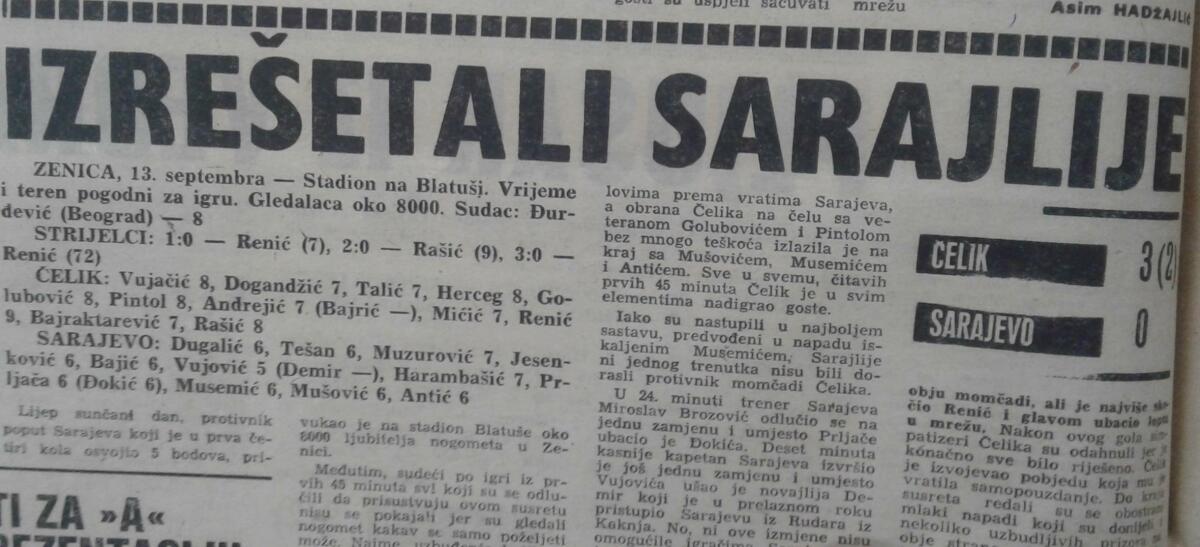 gosti su uspjeli sačuvati mrežu
Asim HADŽAJLIĆ
IZREŠETALI SARAJLIJE
ZENICA, 13. septembra — Stadion na Blatuši. Vrijeme
i teren pogodni za igru. Gledalaca oko 8000. Sudac: Đur-
đević (Beograd) — 8
STRIJELCI: 1:0 — Renić (7), 2:0 — Rašić (9), 3:0 —
Renić (72)
ČELIK: Vujačić 8, Dogandžić 7, Talić 7, Herceg 8, Go-
lubović 8, Pintol 8, Andrejić 7 (Bajrić —), Mičić 7, Renić
9, Bajraktarević 7, Rašić 8
SARAJEVO: Dugalić 6, Tešan 6, Muzurović 7, Jesen-
ković 6, Bajić 6, Vujović 5 (Demir —), Harambašić 7, Pr-
ljača 6 (Đokić 6), Musemić 6, Mušović 6, Antić 6
Lijep sunčani dan, protivnik
poput Sarajeva koji je u prva če-
tiri kola osvojio 5 bodova, pri-
vukao je na stadion Blatuše oko
8000 ljubitelja nogometa u Ze-
nici.
Međutim, sudeći po igri iz pr-
vih 45 minuta svi koji su se odlu-
čili da prisustvuju ovom susretu
nisu se pokajali jer su gledali
nogomet kakav se samo poželjeti
može.
lovima prema vratima Sarajeva,
a obrana Čelika na čelu sa ve-
teranom Golubovićem i Pintolom
bez mnogo teškoća izlazila je na
kraj sa Mušovićem, Musemićem
i Antićem. Sve u svemu, čitavih
prvih 45 minuta Čelik je u svim
elementima nadigrao goste.
Iako su nastupili u najboljem
sastavu, predvođeni u napadu is-
kaljenim Musemićem, Sarajlije
ni jednog trenutka nisu bili do-
rasli protivnik momčadi Čelika.
U 24. minuti trener Sarajeva
Miroslav Brozović odlučio se na
jednu zamjenu i umjesto Prljače
ubacio je Đokića. Deset minuta
kasnije kapetan Sarajeva izvršio
je još jednu zamjenu i umjesto
Vujovića ušao je novajlija De-
mir koji je u prelaznom roku
pristupio Sarajevu iz Rudara iz
Kaknja. No, ni ove izmjene nisu
omogućile igračima
ČELIK 3 (2)
SARAJEVO 0
obju momčadi, ali je najviše sko-
čio Renić i glavom ubacio loptu
u mrežu. Nakon ovog gola sim-
patizeri Čelika su odahnuli jer je
konačno sve bilo riješeno. Čelik
je izvojevao pobjedu koja mu je
vratila samopouzdanje. Do kraja
susreta redali su se obostrani
mlaki napadi koji su donijeli i
nekoliko uzbudljivih prizora
obje
TI ZA »A«